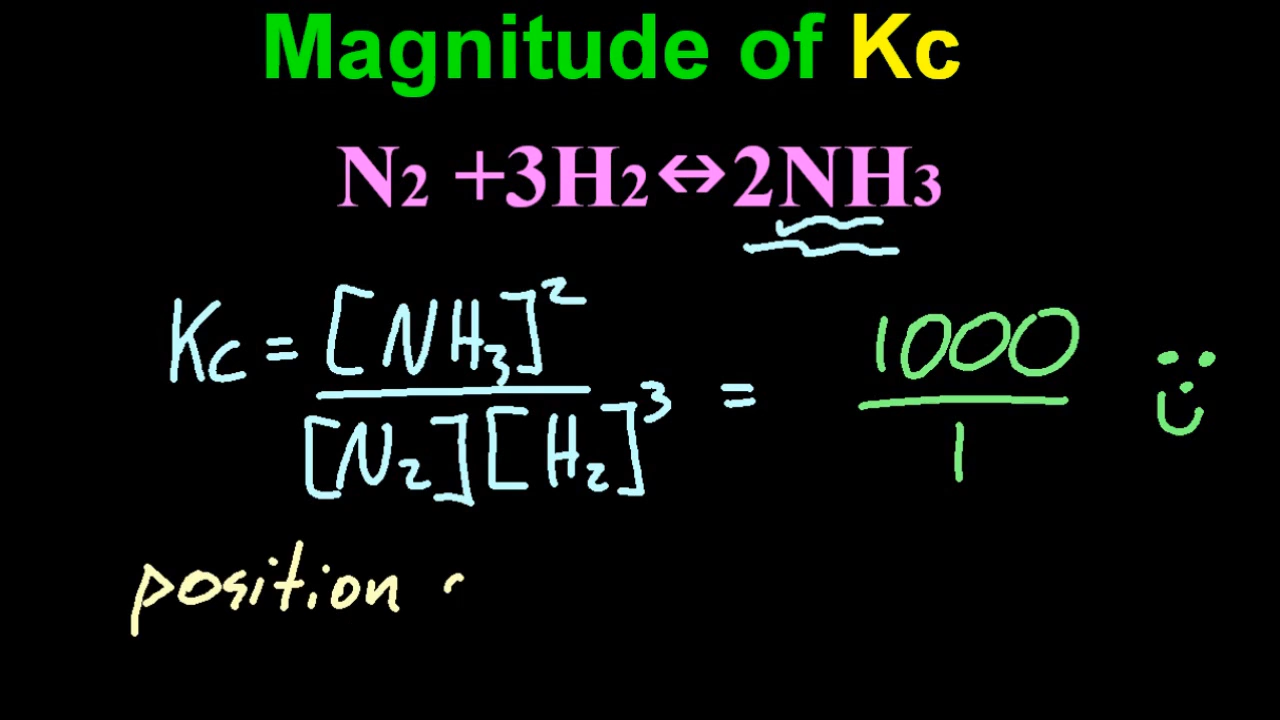 Magnitude of Kc
N2 +3H2↔2NH3
Kc = [NH3]^2 / [N2][H2]^3 = 1000 / 1
position